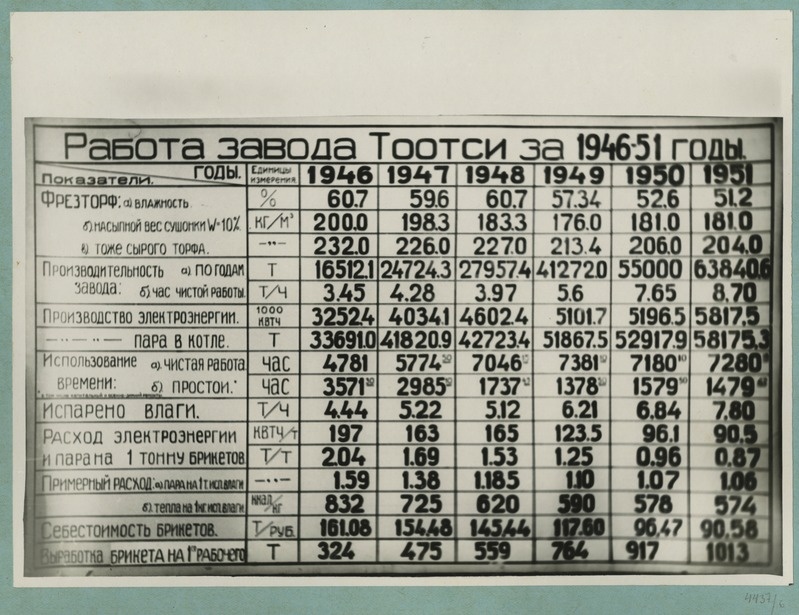 Работа завода Тоотси за 1946-51 годы.
Показатели. годы. Единицы измерения 1946 1947 1948 1949 1950 1951
Фрезторф: а) влажность % 60.7 59.6 60.7 57.34 52.6 51.2
б) насыпной вес сушонки W=10% кг/м³ 200.0 198.3 183.3 176.0 181.0 181.0
в) тоже сырого торфа. —"— 232.0 226.0 227.0 213.4 206.0 204.0
Производительность а) по годам Т 16512.1 24724.3 27957.4 41272.0 55000 63840.6
завода: б) час чистой работы. Т/ч 3.45 4.28 3.97 5.6 7.65 8.70
Производство электроэнергии. 1000 квтч 3252.4 4034.1 4602.4 5101.7 5196.5 5817.5
—"— пара в котле. Т 33691.0 41820.9 42723.4 51867.5 52917.9 58175.3
Использование а). чистая работа час 4781 5774 7046 7381 7180 7280
времени: б). простои.* час 3571 2985 1737 1378 1579 1479
Испарено влаги. Т/ч 4.44 5.22 5.12 6.21 6.84 7.80
Расход электроэнергии квтч/т 197 163 165 123.5 96.1 90.5
и пара на 1 тонну брикетов Т/т 2.04 1.69 1.53 1.25 0.96 0.87
Примерный расход: а) пара на 1 т. исп. влаги —"— 1.59 1.38 1.185 1.10 1.07 1.06
б). тепла на 1 кг исп. влаги ккал/кг 832 725 620 590 578 574
Себестоимость брикетов. Т/руб. 161.08 154.48 145.44 117.60 96.47 90.58
Выработка брикета на 1го рабочего Т 324 475 559 764 917 1013